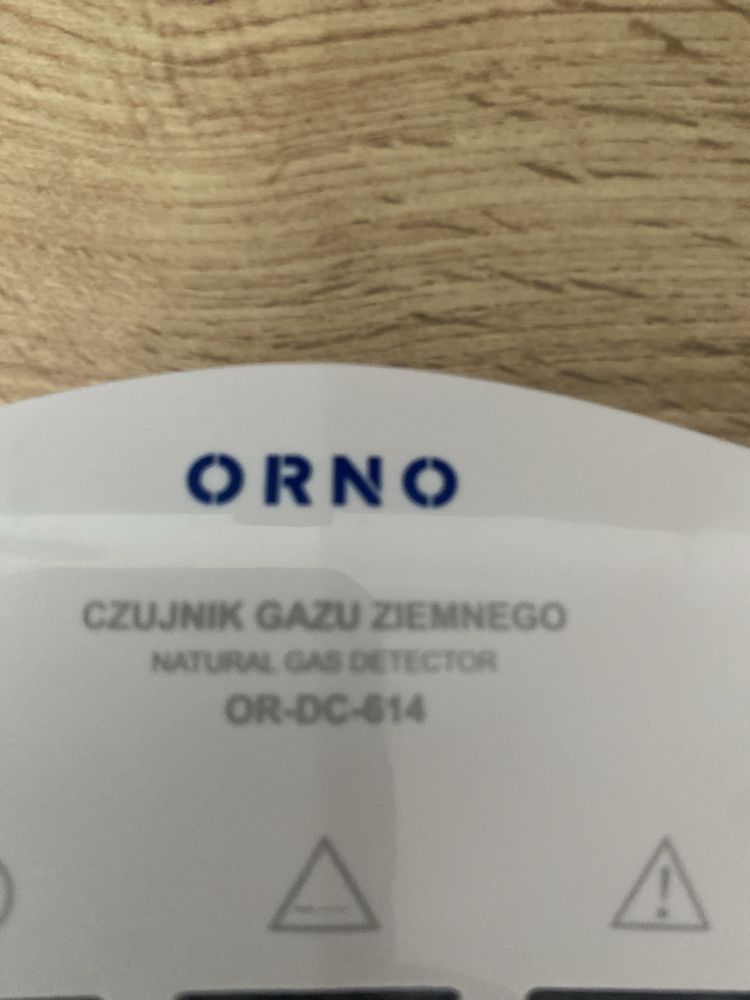 ORNO
CZUJNIK GAZU ZIEMNEGO
NATURAL GAS DETECTOR
OR-DC-614